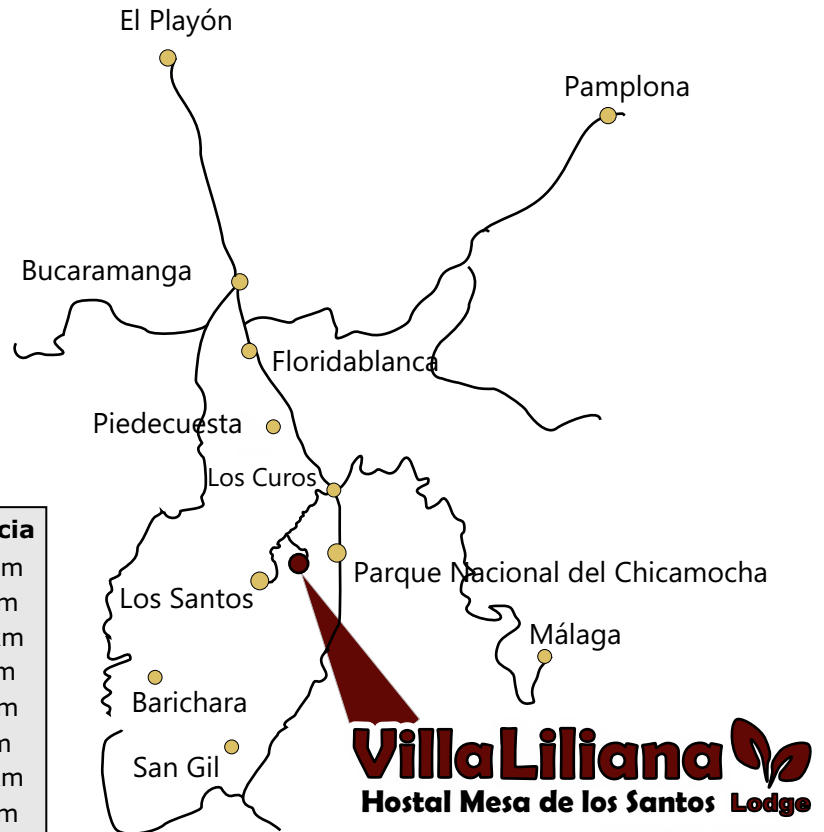 El Playón
Pamplona
Bucaramanga
Floridablanca
Piedecuesta
Los Curos
Parque Nacional del Chicamocha
Los Santos
Málaga
Barichara
San Gil
VillaLiliana
Hostal Mesa de los Santos Lodge